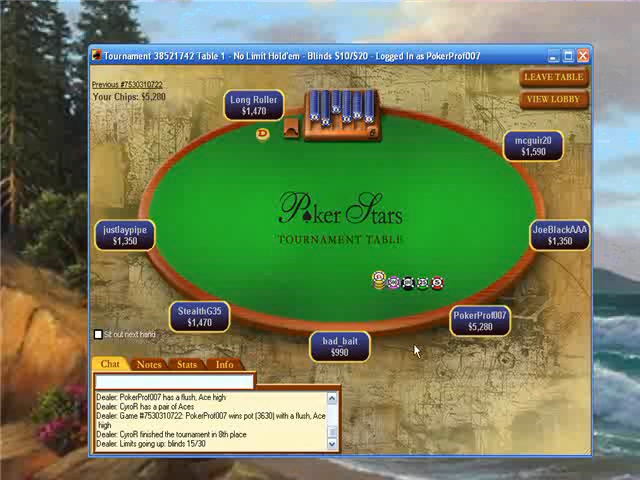 Tournament 38521742 Table 1 - No Limit Hold'em - Blinds $10/$20 - Logged In as PokerProf007
Previous #7530310722
Your Chips: $5,280
LEAVE TABLE
VIEW LOBBY
Long Roller
$1,470
mcguir20
$1,590
justlaypipe
$1,350
JoeBlackAAA
$1,350
PokerStars
TOURNAMENT TABLE
D
StealthG35
$1,470
PokerProf007
$5,280
bad_bait
$990
Sit out next hand
Chat
Notes
Stats
Info
Dealer: PokerProf007 has a flush, Ace high
Dealer: CyroR has a pair of Aces
Dealer: Game #7530310722: PokerProf007 wins pot (3630) with a flush, Ace
high
Dealer: CyroR finished the tournament in 8th place
Dealer: Limits going up: blinds 15/30